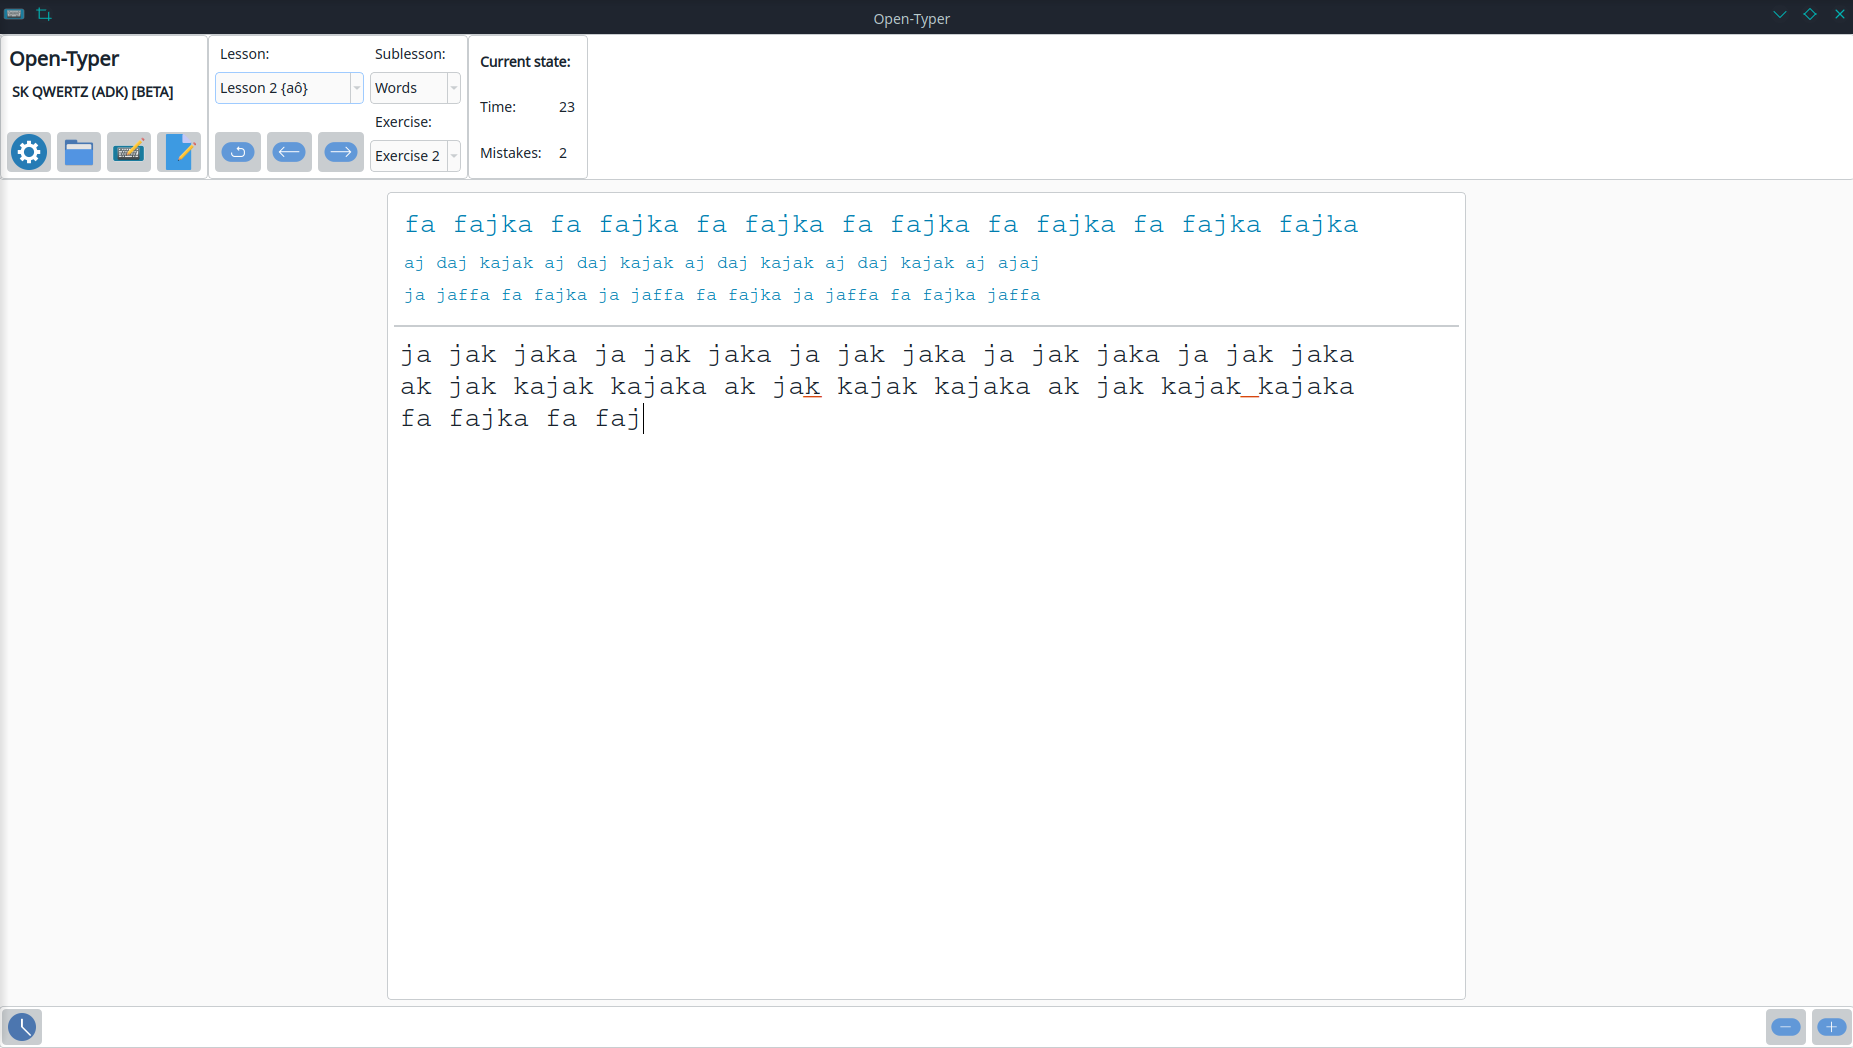 Open-Typer
Open-Typer
SK QWERTZ (ADK) [BETA]
Lesson:
Lesson 2 {aô}
Sublesson:
Words
Exercise:
Exercise 2
Current state:
Time: 23
Mistakes: 2
fa fajka fa fajka fa fajka fa fajka fa fajka fa fajka fajka
aj daj kajak aj daj kajak aj daj kajak aj daj kajak aj ajaj
ja jaffa fa fajka ja jaffa fa fajka ja jaffa fa fajka jaffa
ja jak jaka ja jak jaka ja jak jaka ja jak jaka ja jak jaka
ak jak kajak kajaka ak jak kajak kajaka ak jak kajak_kajaka
fa fajka fa faj